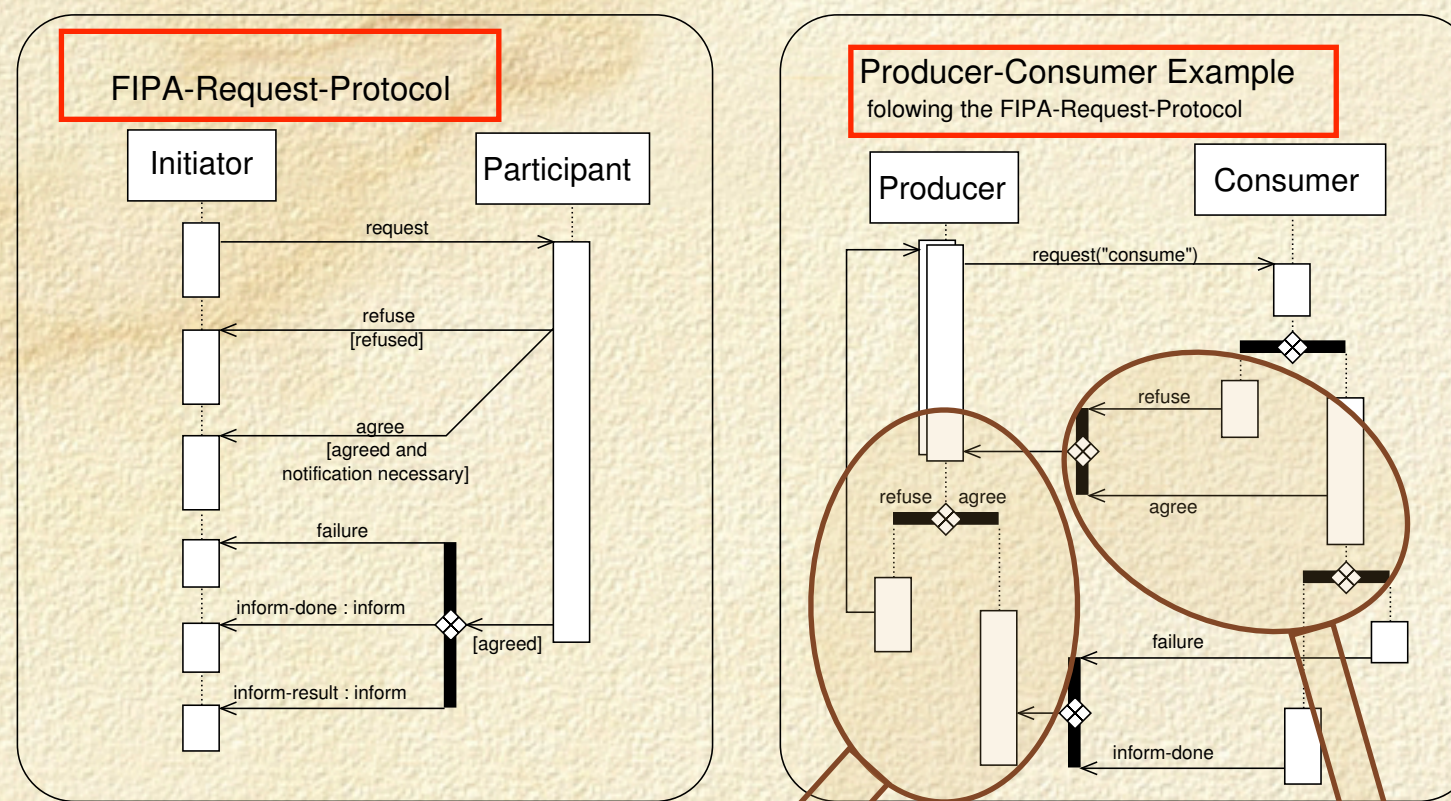 FIPA-Request-Protocol
Initiator
Participant
request
refuse
[refused]
agree
[agreed and
notification necessary]
failure
inform-done : inform
[agreed]
inform-result : inform
Producer-Consumer Example
folowing the FIPA-Request-Protocol
Producer
Consumer
request("consume")
refuse
refuse agree
agree
failure
inform-done